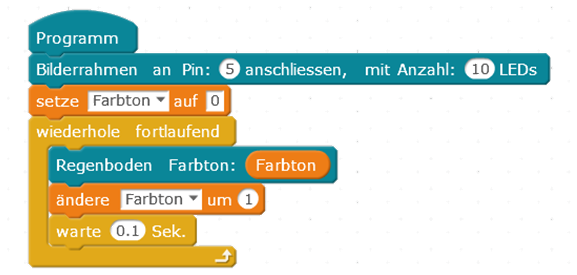 Programm
Bilderrahmen an Pin: 5 anschliessen, mit Anzahl: 10 LEDs
setze Farbton auf 0
wiederhole fortlaufend
Regenboden Farbton: Farbton
ändere Farbton um 1
warte 0.1 Sek.